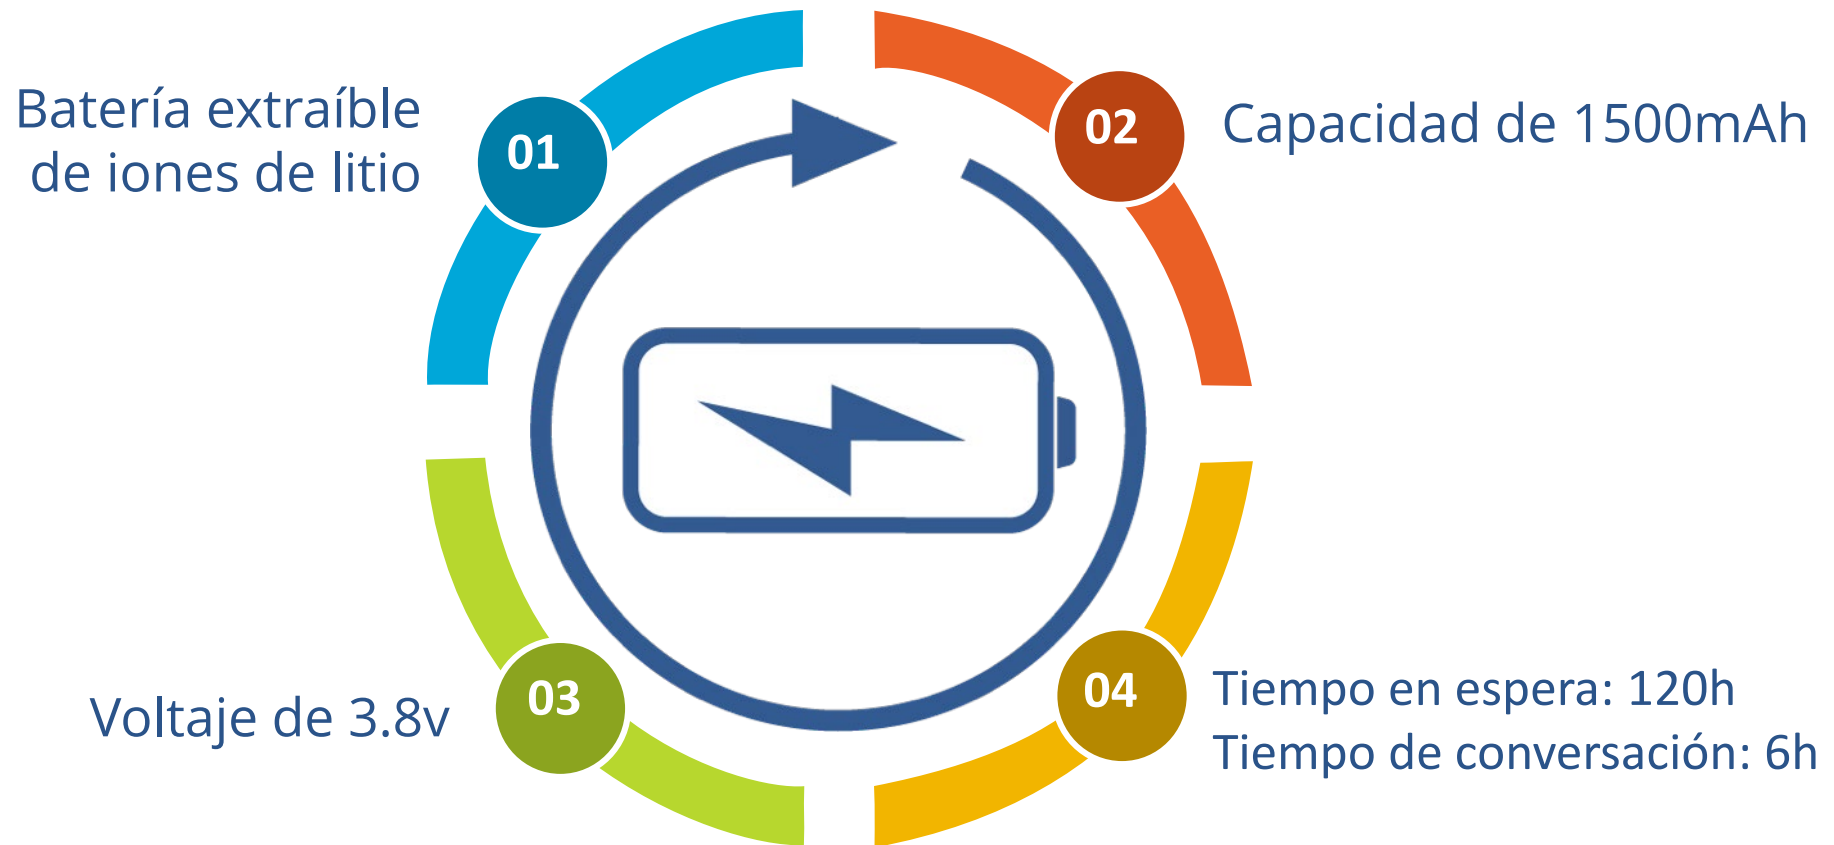 01
Batería extraíble
de iones de litio
02
Capacidad de 1500mAh
03
Voltaje de 3.8v
04
Tiempo en espera: 120h
Tiempo de conversación: 6h